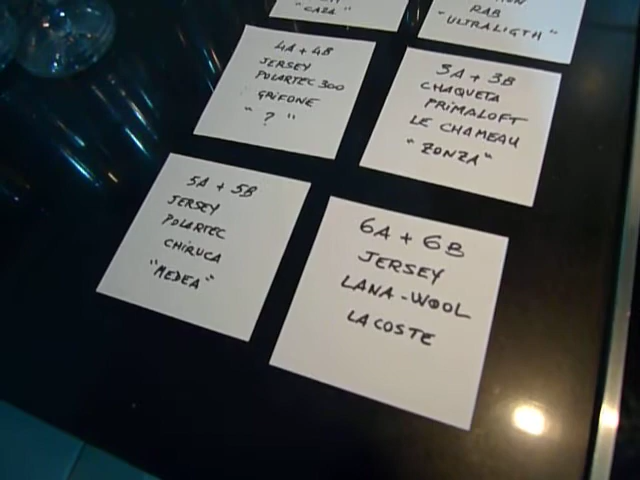 "CAZA"
RAB
"ULTRALIGTH"
4A + 4B
JERSEY
POLARTEC 300
GRIFONE
" ? "
3A + 3B
CHAQUETA
PRIMALOFT
LE CHAMEAU
"ZONZA"
5A + 5B
JERSEY
POLARTEC
CHIRUCA
"MEDEA"
6A + 6B
JERSEY
LANA-WOOL
LACOSTE